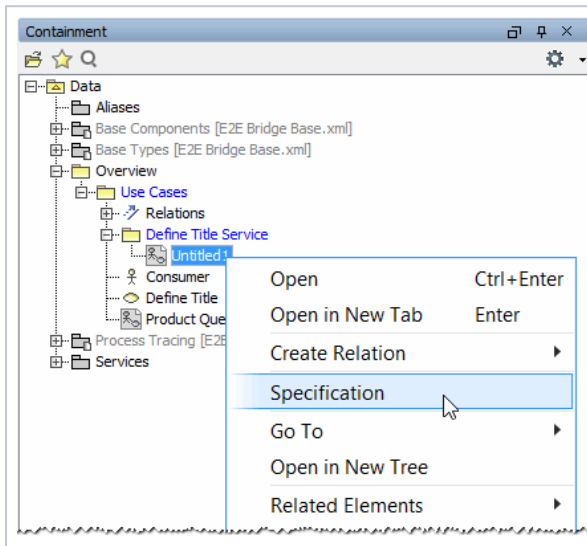 Containment
Data
Aliases
Base Components [E2E Bridge Base.xml]
Base Types [E2E Bridge Base.xml]
Overview
Use Cases
Relations
Define Title Service
Untitled1
Consumer
Define Title
Product Que
Process Tracing [E2E
Services
Open Ctrl+Enter
Open in New Tab Enter
Create Relation
Specification
Go To
Open in New Tree
Related Elements